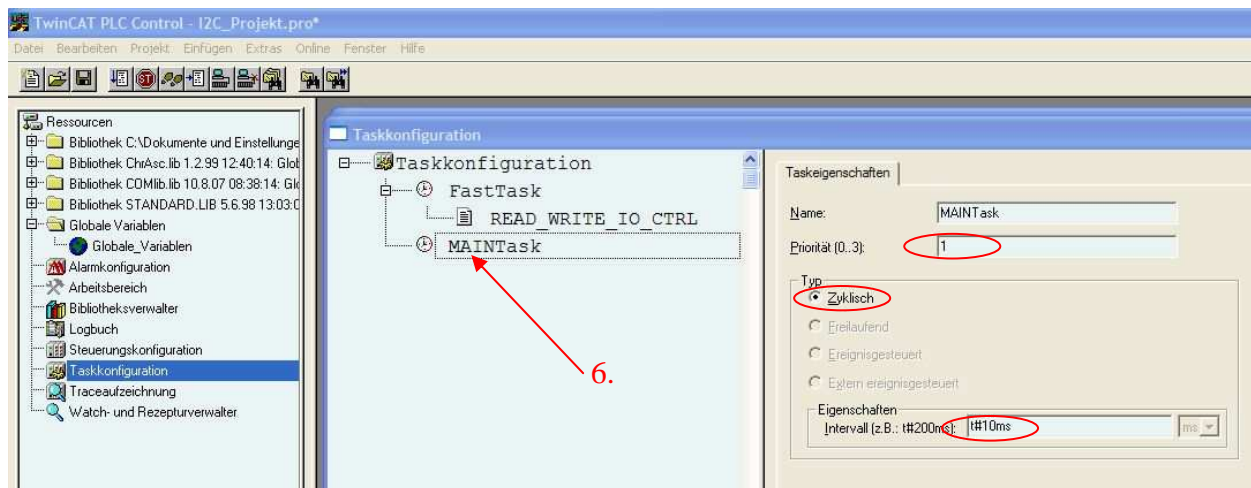 TwinCAT PLC Control - I2C_Projekt.pro*
Datei Bearbeiten Projekt Einfügen Extras Online Fenster Hilfe
Ressourcen
Bibliothek C:\Dokumente und Einstellunge
Bibliothek ChrAsc.lib 1.2.99 12:40:14: Glob
Bibliothek COMlib.lib 10.8.07 08:38:14: Gl
Bibliothek STANDARD.LIB 5.6.98 13:03:0
Globale Variablen
Globale_Variablen
Alarmkonfiguration
Arbeitsbereich
Bibliotheksverwalter
Logbuch
Steuerungskonfiguration
Taskkonfiguration
Traceaufzeichnung
Watch- und Rezepturverwalter
Taskkonfiguration
Taskkonfiguration
FastTask
READ_WRITE_IO_CTRL
MAINTask
6.
Taskeigenschaften
Name: MAINTask
Priorität (0..3): 1
Typ
Zyklisch
Freilaufend
Ereignisgesteuert
Extern ereignisgesteuert
Eigenschaften
Intervall (z.B.: t#200ms): t#10ms ms